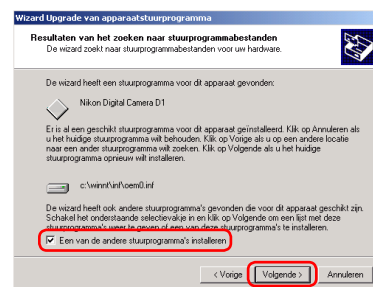 Wizard Upgrade van apparaatstuurprogramma
Resultaten van het zoeken naar stuurprogrammabestanden
De wizard zoekt naar stuurprogrammabestanden voor uw hardware.
De wizard heeft een stuurprogramma voor dit apparaat gevonden:
Nikon Digital Camera D1
Er is al een geschikt stuurprogramma voor dit apparaat geïnstalleerd. Klik op Annuleren als
u het huidige stuurprogramma wilt behouden. Klik op Vorige als u op een andere locatie
naar een ander stuurprogramma wilt zoeken. Klik op Volgende als u het huidige
stuurprogramma opnieuw wilt installeren.
c:\winnt\inf\oem0.inf
De wizard heeft ook andere stuurprogramma's gevonden die voor dit apparaat geschikt zijn.
Schakel het onderstaande selectievakje in en klik op Volgende om een lijst met deze
stuurprogramma's weer te geven of een van deze stuurprogramma's te installeren.
Een van de andere stuurprogramma's installeren
< Vorige Volgende > Annuleren